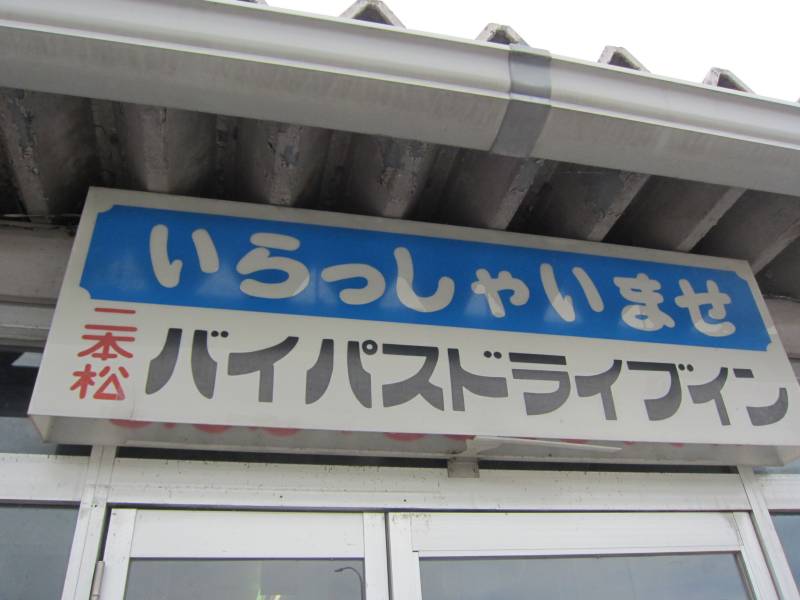 いらっしゃいませ
二本松 バイパスドライブイン